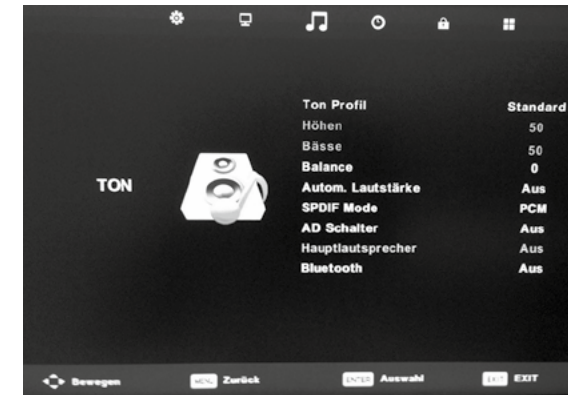 Ton Profil Standard
Höhen 50
Bässe 50
Balance 0
TON
Autom. Lautstärke Aus
SPDIF Mode PCM
AD Schalter Aus
Hauptlautsprecher Aus
Bluetooth Aus
Bewegen MENU Zurück ENTER Auswahl EXIT EXIT